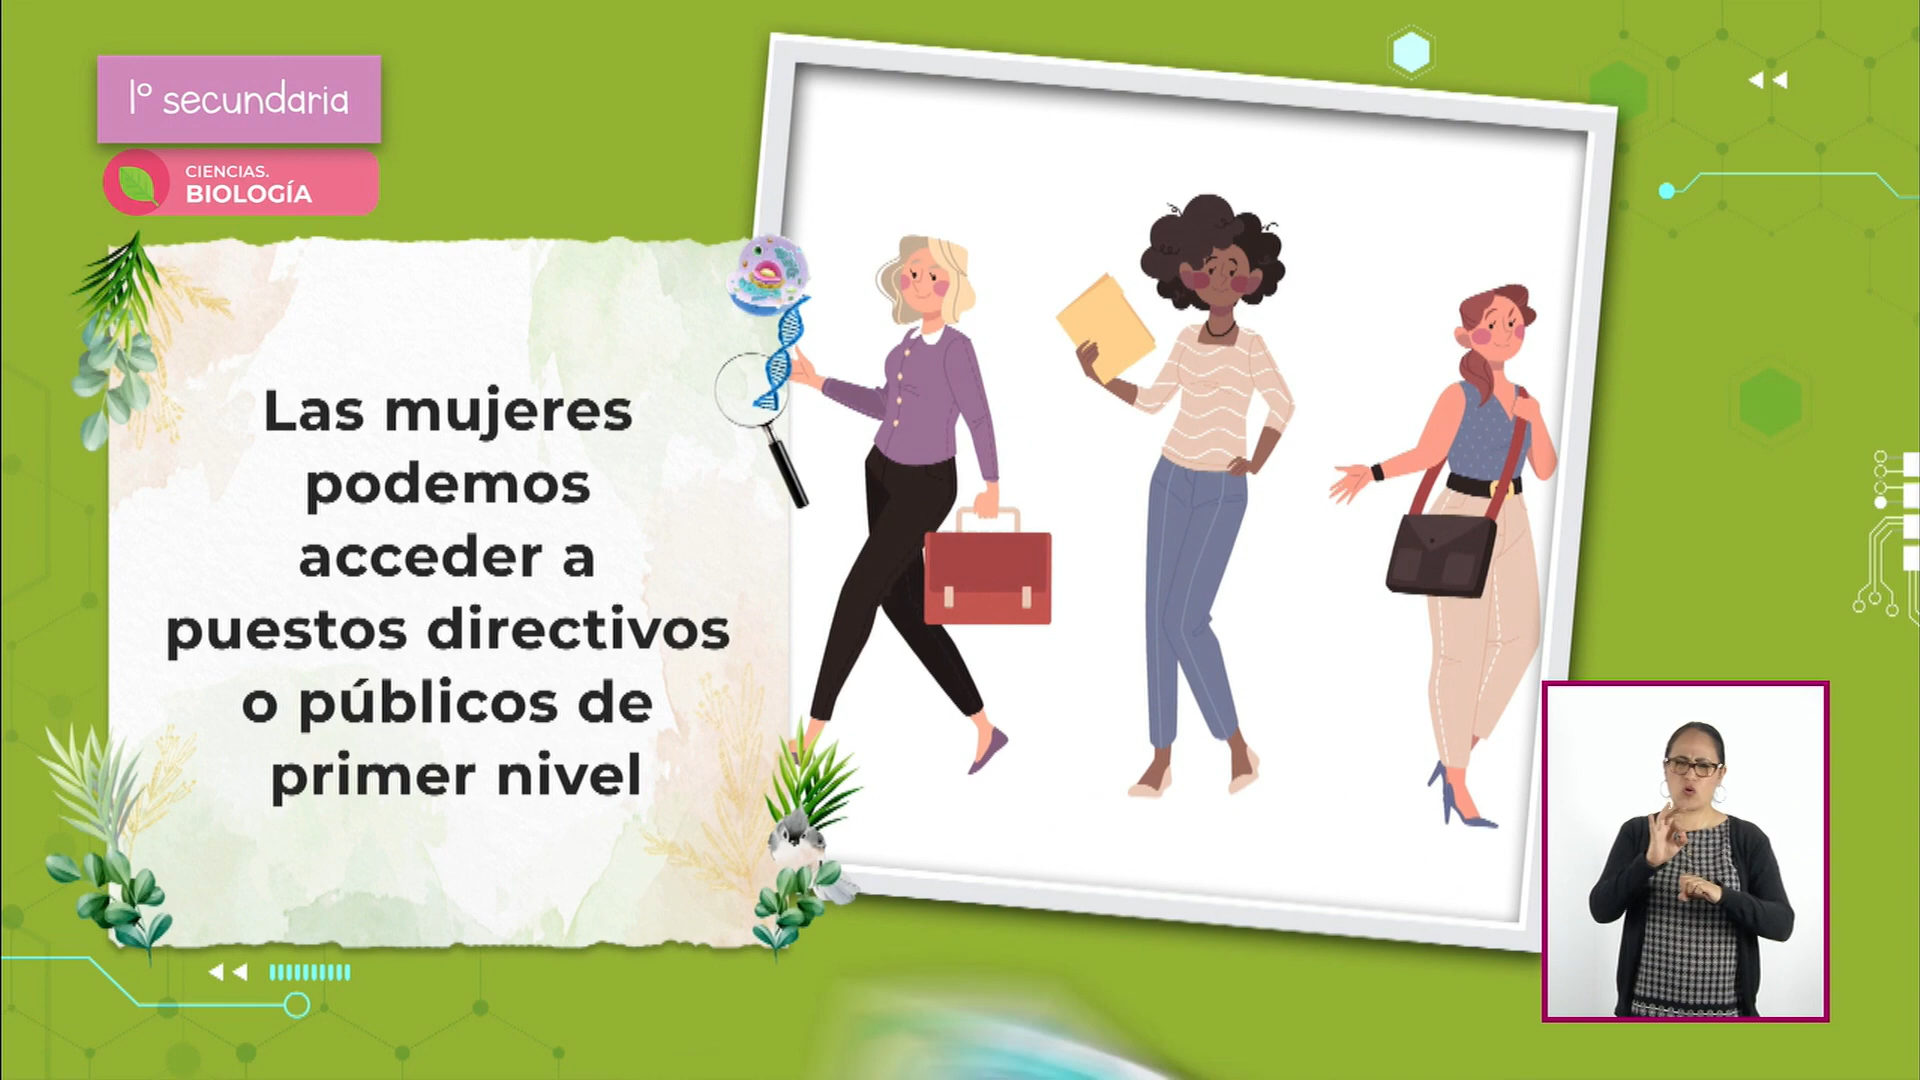 1° secundaria
CIENCIAS.
BIOLOGÍA
Las mujeres
podemos
acceder a
puestos directivos
o públicos de
primer nivel